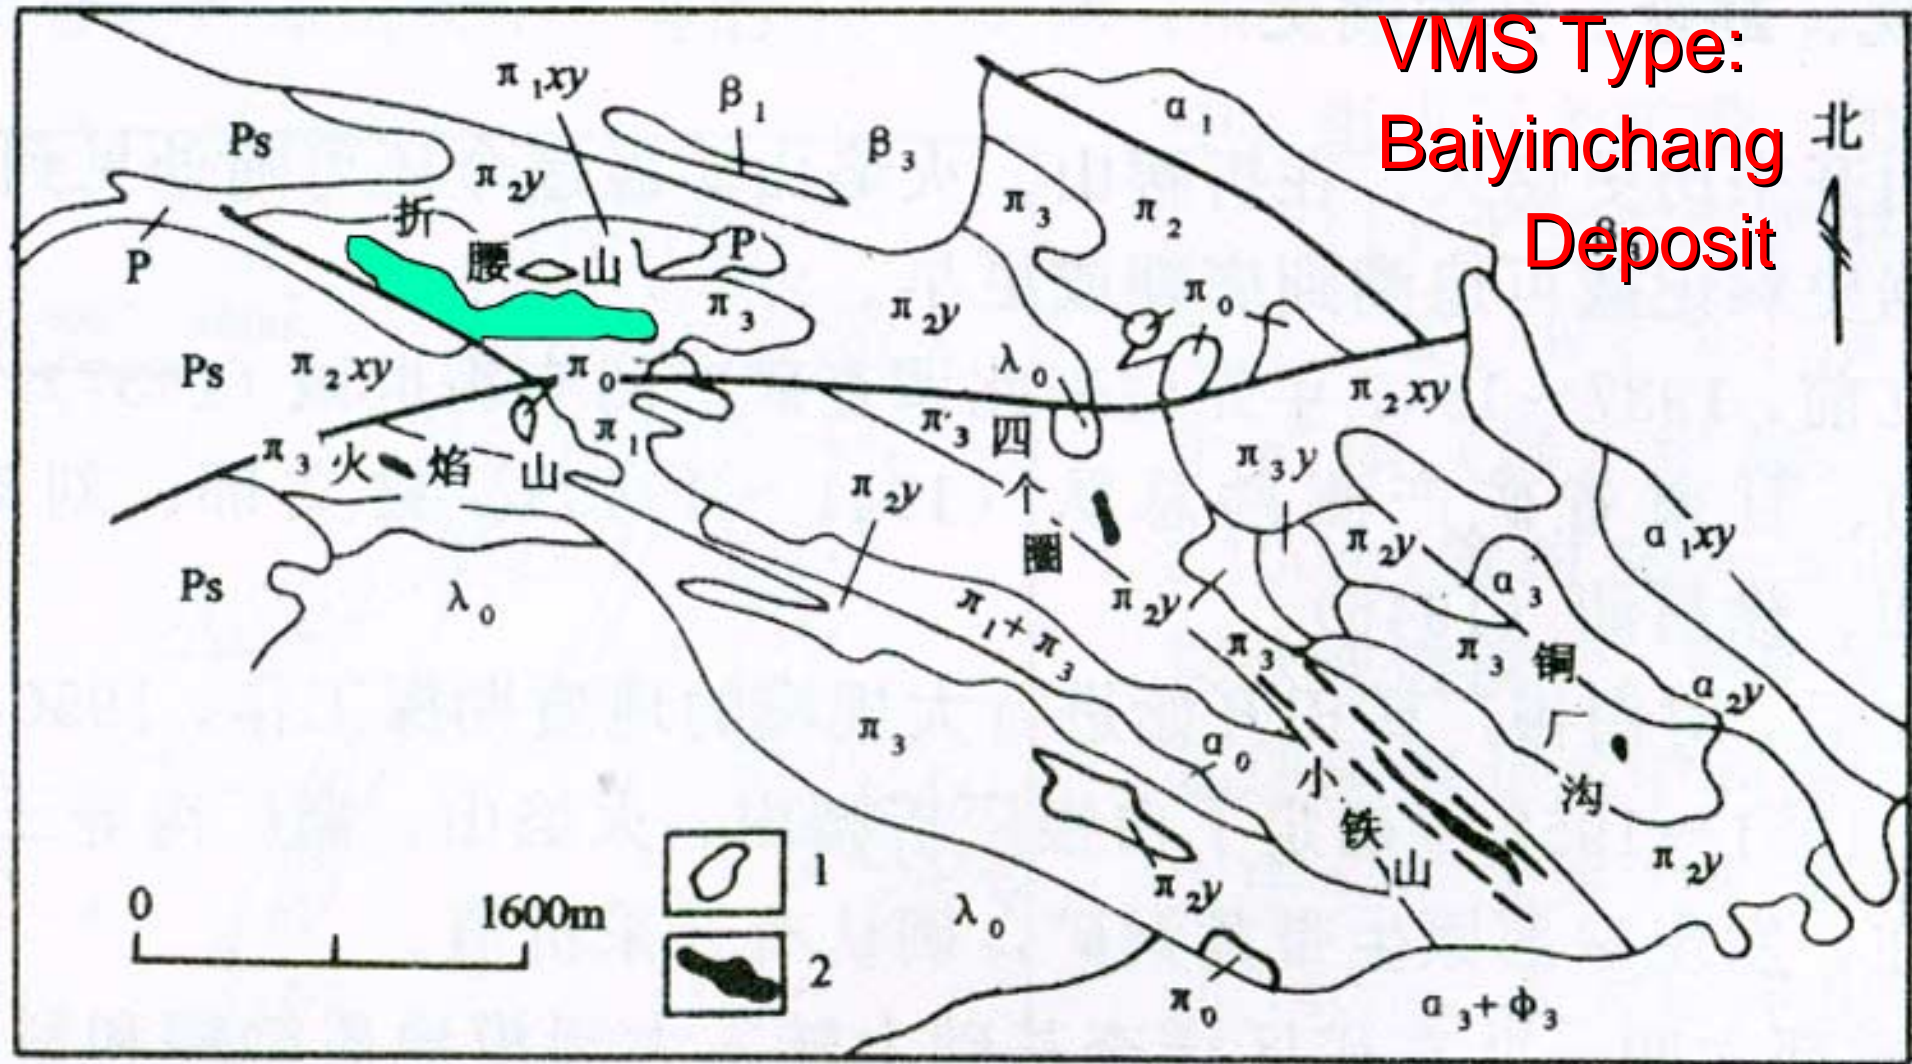 VMS Type:
Baiyinchang
Deposit
北
π₁xy
β₁
α₁
Ps
β₃
π₂y
π₃
π₂
折
腰
山
P
P
π₃
π₂y
π₀
Ps
π₂xy
π₀
λ₀
π₂xy
π₁
π'₃
四
个
圈
π₃
火
焰
山
π₃y
π₂y
π₂y
α₁xy
Ps
λ₀
π₂y
α₃
π₁+π₃
π₃
π₃
铜
厂
沟
α₂y
π₃
α₀
小
铁
山
π₂y
π₂y
0
1600m
1
2
λ₀
π₀
α₃+φ₃